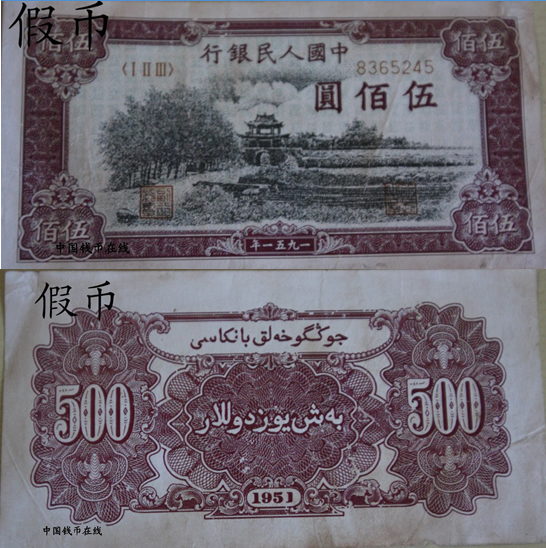 假币
伍佰
伍佰
中國人民銀行
〈I II III〉
8365245
伍佰圓
伍佰
伍佰
一九五一年
中国钱币在线
假币
جوڭگو خەلق بانكاسى
500
500
بەش يۈز دوللار
1951
中国钱币在线